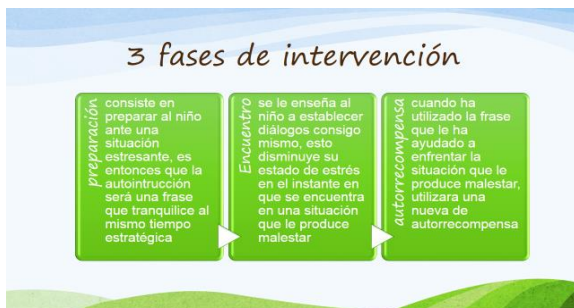 3 fases de intervención
preparación
consiste en
preparar al niño
ante una
situación
estresante, es
entonces que la
autointrucción
será una frase
que tranquilice al
mismo tiempo
estratégica
Encuentro
se le enseña al
niño a establecer
diálogos consigo
mismo, esto
disminuye su
estado de estrés
en el instante en
que se encuentra
en una situación
que le produce
malestar
autorrecompensa
cuando ha
utilizado la frase
que le ha
ayudado a
enfrentar la
situación que le
produce malestar,
utilizara una
nueva de
autorrecompensa